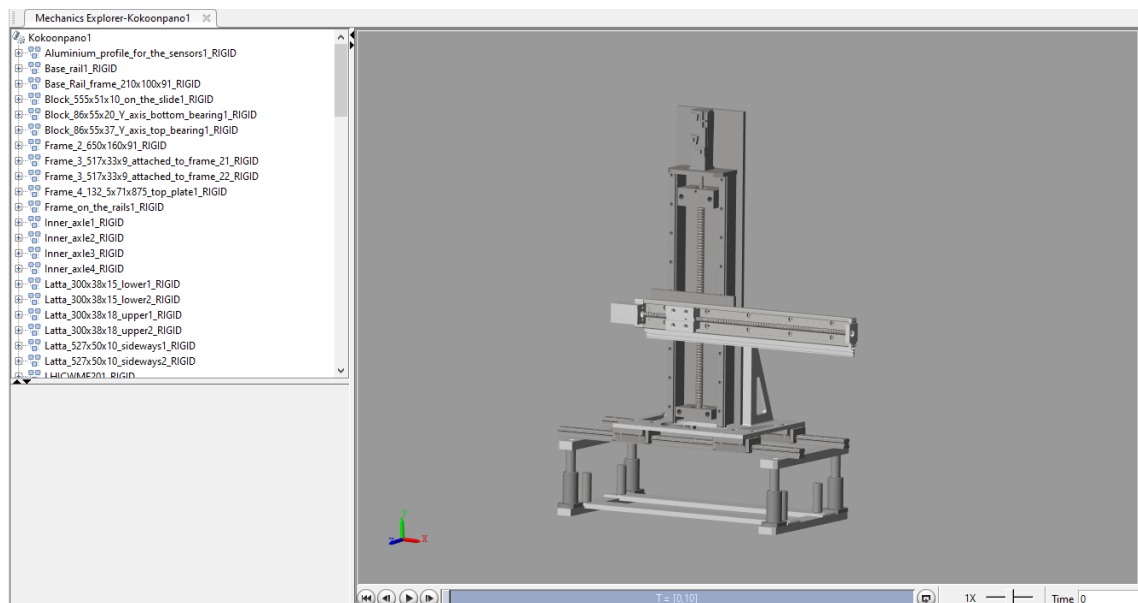 Mechanics Explorer-Kokoonpano1
Kokoonpano1
Aluminium_profile_for_the_sensors1_RIGID
Base_rail1_RIGID
Base_Rail_frame_210x100x91_RIGID
Block_555x51x10_on_the_slide1_RIGID
Block_86x55x20_Y_axis_bottom_bearing1_RIGID
Block_86x55x37_Y_axis_top_bearing1_RIGID
Frame_2_650x160x91_RIGID
Frame_3_517x33x9_attached_to_frame_21_RIGID
Frame_3_517x33x9_attached_to_frame_22_RIGID
Frame_4_132_5x71x875_top_plate1_RIGID
Frame_on_the_rails1_RIGID
Inner_axle1_RIGID
Inner_axle2_RIGID
Inner_axle3_RIGID
Inner_axle4_RIGID
Latta_300x38x15_lower1_RIGID
Latta_300x38x15_lower2_RIGID
Latta_300x38x18_upper1_RIGID
Latta_300x38x18_upper2_RIGID
Latta_527x50x10_sideways1_RIGID
Latta_527x50x10_sideways2_RIGID
Y
Z
X
T = [0,10]
1X
Time 0